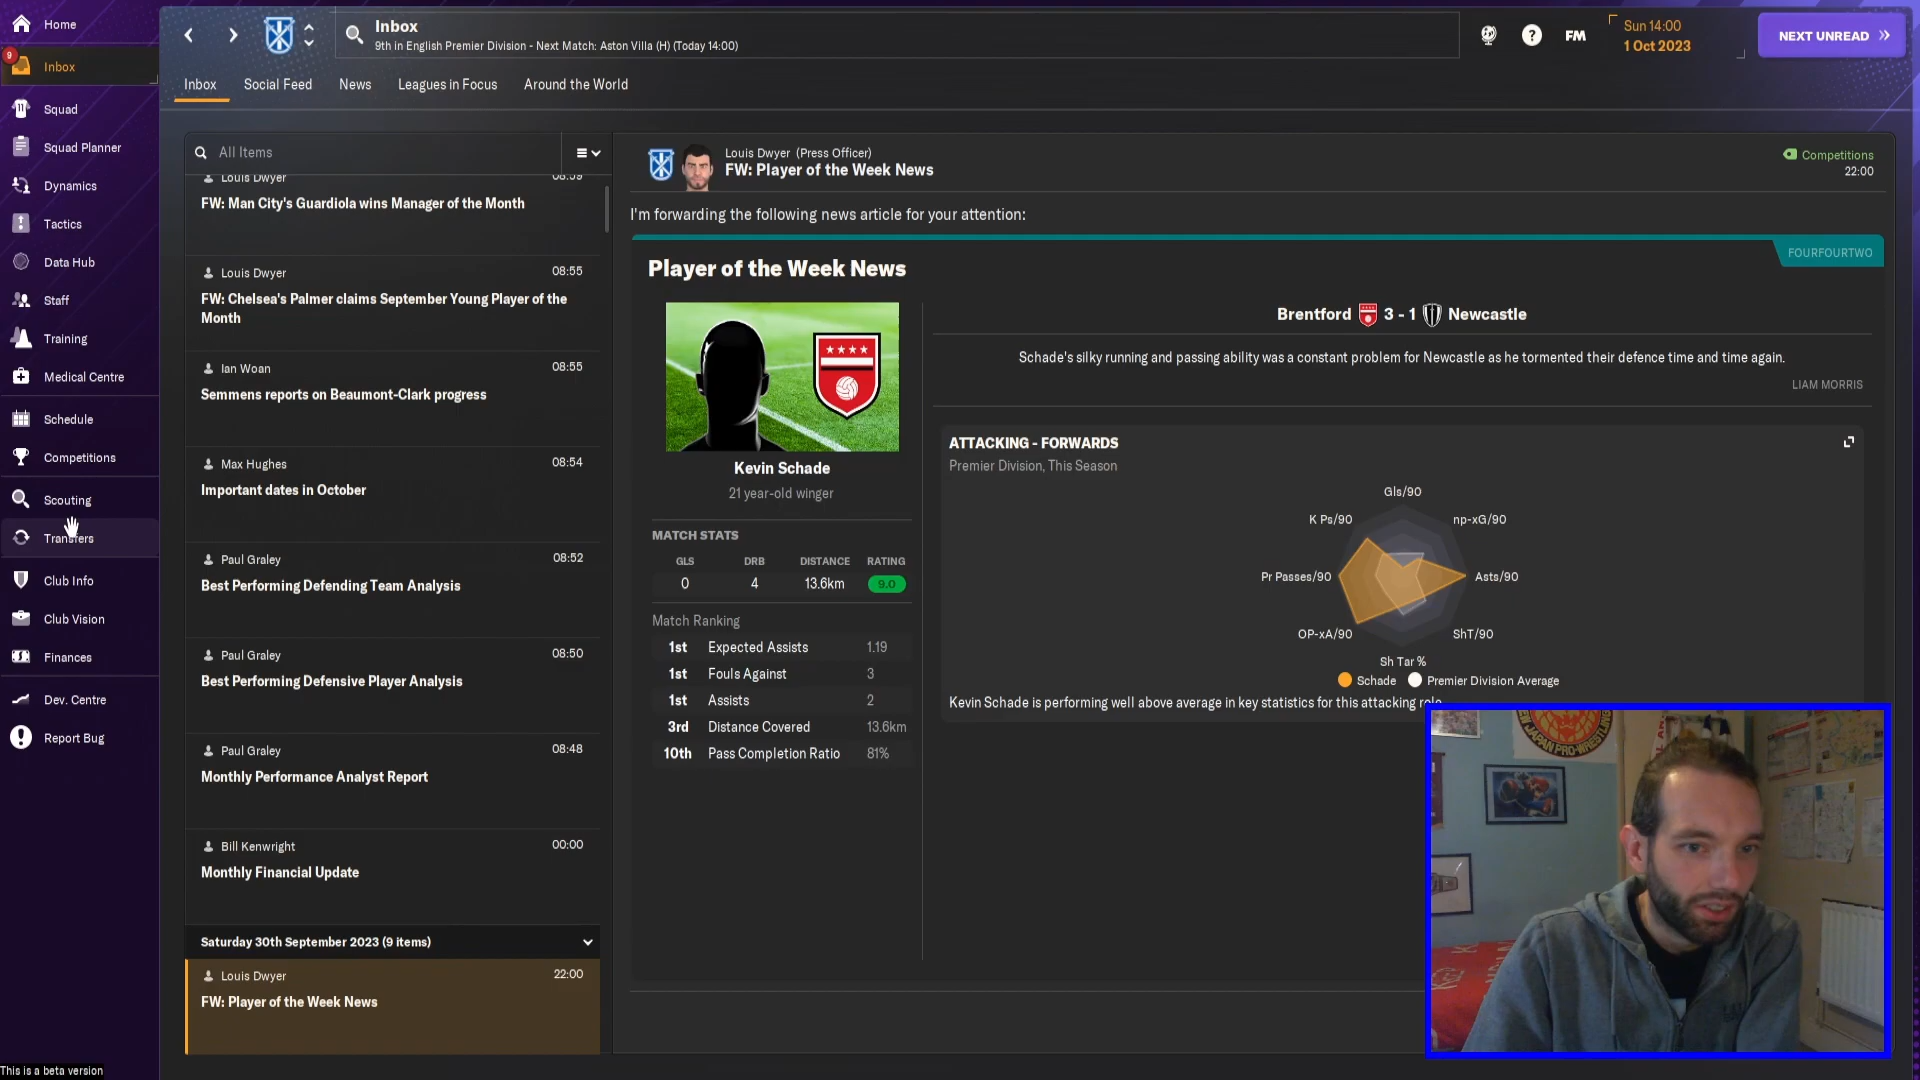 Home
9
Inbox
Squad
Squad Planner
Dynamics
Tactics
Data Hub
Staff
Training
Medical Centre
Schedule
Competitions
Scouting
Transfers
Club Info
Club Vision
Finances
Dev. Centre
Report Bug
This is a beta version
Inbox
9th in English Premier Division - Next Match: Aston Villa (H) (Today 14:00)
FM
Sun 14:00
1 Oct 2023
NEXT UNREAD
Inbox Social Feed News Leagues in Focus Around the World
All Items
Louis Dwyer 08:59
FW: Man City's Guardiola wins Manager of the Month
Louis Dwyer 08:55
FW: Chelsea's Palmer claims September Young Player of the
Month
Ian Woan 08:55
Semmens reports on Beaumont-Clark progress
Max Hughes 08:54
Important dates in October
Paul Graley 08:52
Best Performing Defending Team Analysis
Paul Graley 08:50
Best Performing Defensive Player Analysis
Paul Graley 08:48
Monthly Performance Analyst Report
Bill Kenwright 00:00
Monthly Financial Update
Saturday 30th September 2023 (9 items)
Louis Dwyer 22:00
FW: Player of the Week News
Louis Dwyer (Press Officer)
FW: Player of the Week News
Competitions
22:00
I'm forwarding the following news article for your attention:
FOURFOURTWO
Player of the Week News
Kevin Schade
21 year-old winger
MATCH STATS
GLS DRB DISTANCE RATING
0 4 13.6km 9.0
Match Ranking
1st Expected Assists 1.19
1st Fouls Against 3
1st Assists 2
3rd Distance Covered 13.6km
10th Pass Completion Ratio 81%
Brentford 3 - 1 Newcastle
Schade's silky running and passing ability was a constant problem for Newcastle as he tormented their defence time and time again.
LIAM MORRIS
ATTACKING - FORWARDS
Premier Division, This Season
Gls/90
K Ps/90 np-xG/90
Pr Passes/90 Asts/90
OP-xA/90 ShT/90
Sh Tar %
Schade Premier Division Average
Kevin Schade is performing well above average in key statistics for this attacking role
JAPAN PRO-WRESTLING